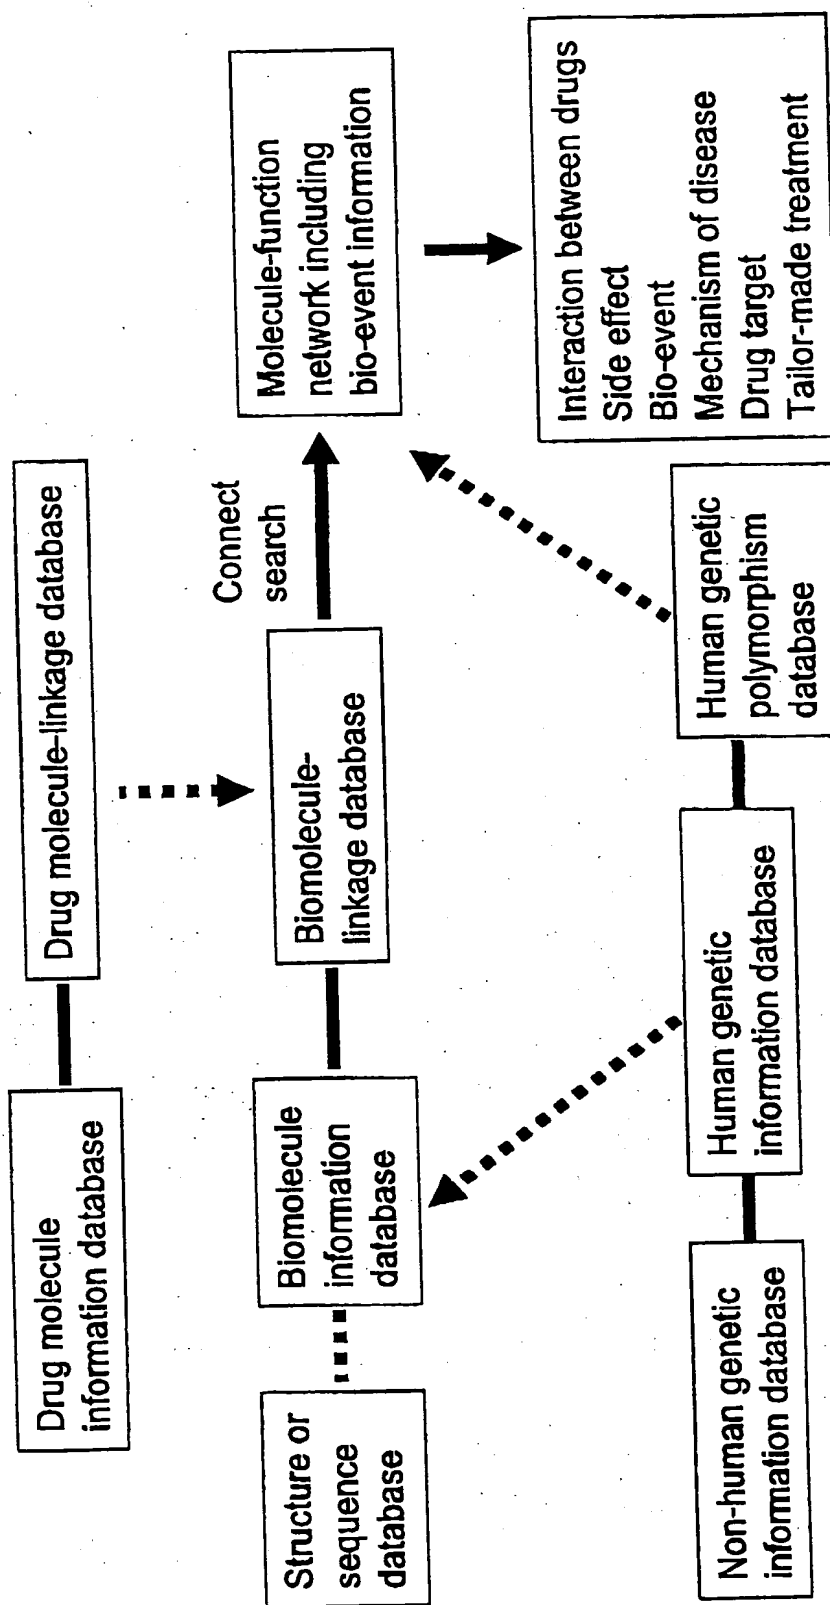 Drug molecule
information database
Drug molecule-linkage database
Structure or
sequence
database
Biomolecule
information
database
Biomolecule-
linkage database
Connect
search
Molecule-function
network including
bio-event information
Non-human genetic
information database
Human genetic
information database
Human genetic
polymorphism
database
Interaction between drugs
Side effect
Bio-event
Mechanism of disease
Drug target
Tailor-made treatment